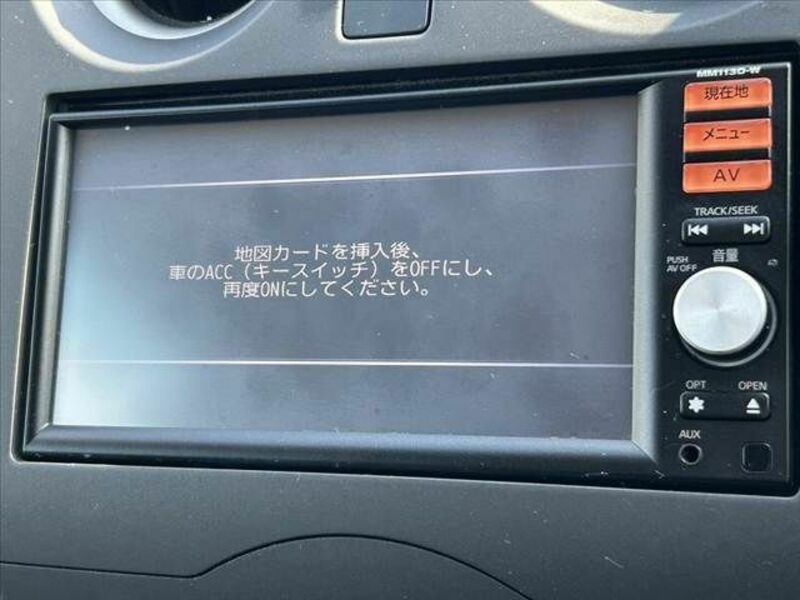 MM113D-W
現在地
メニュー
AV
TRACK/SEEK
音量
PUSH
AV OFF
地図カードを挿入後、
車のACC（キースイッチ）をOFFにし、
再度ONにしてください。
OPT
OPEN
AUX